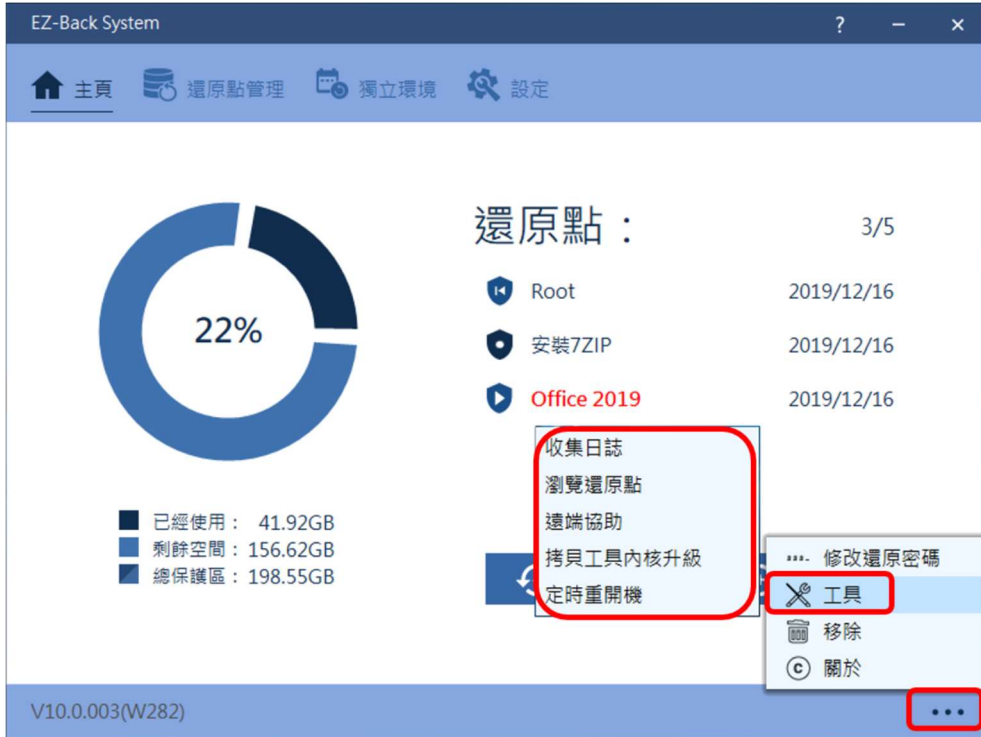 EZ-Back System
?
主頁
還原點管理
獨立環境
設定
22%
還原點：
3/5
Root
2019/12/16
安裝7ZIP
2019/12/16
Office 2019
2019/12/16
已經使用： 41.92GB
剩餘空間：156.62GB
總保護區：198.55GB
收集日誌
瀏覽還原點
遠端協助
拷貝工具內核升級
定時重開機
修改還原密碼
工具
移除
關於
V10.0.003(W282)